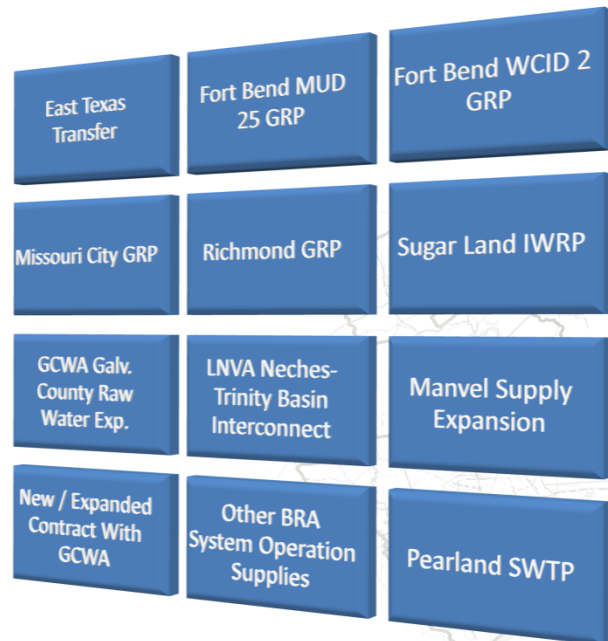 East Texas
Transfer
Fort Bend MUD
25 GRP
Fort Bend WCID 2
GRP
Missouri City GRP
Richmond GRP
Sugar Land IWRP
GCWA Galv.
County Raw
Water Exp.
LNVA Neches-
Trinity Basin
Interconnect
Manvel Supply
Expansion
New / Expanded
Contract With
GCWA
Other BRA
System Operation
Supplies
Pearland SWTP